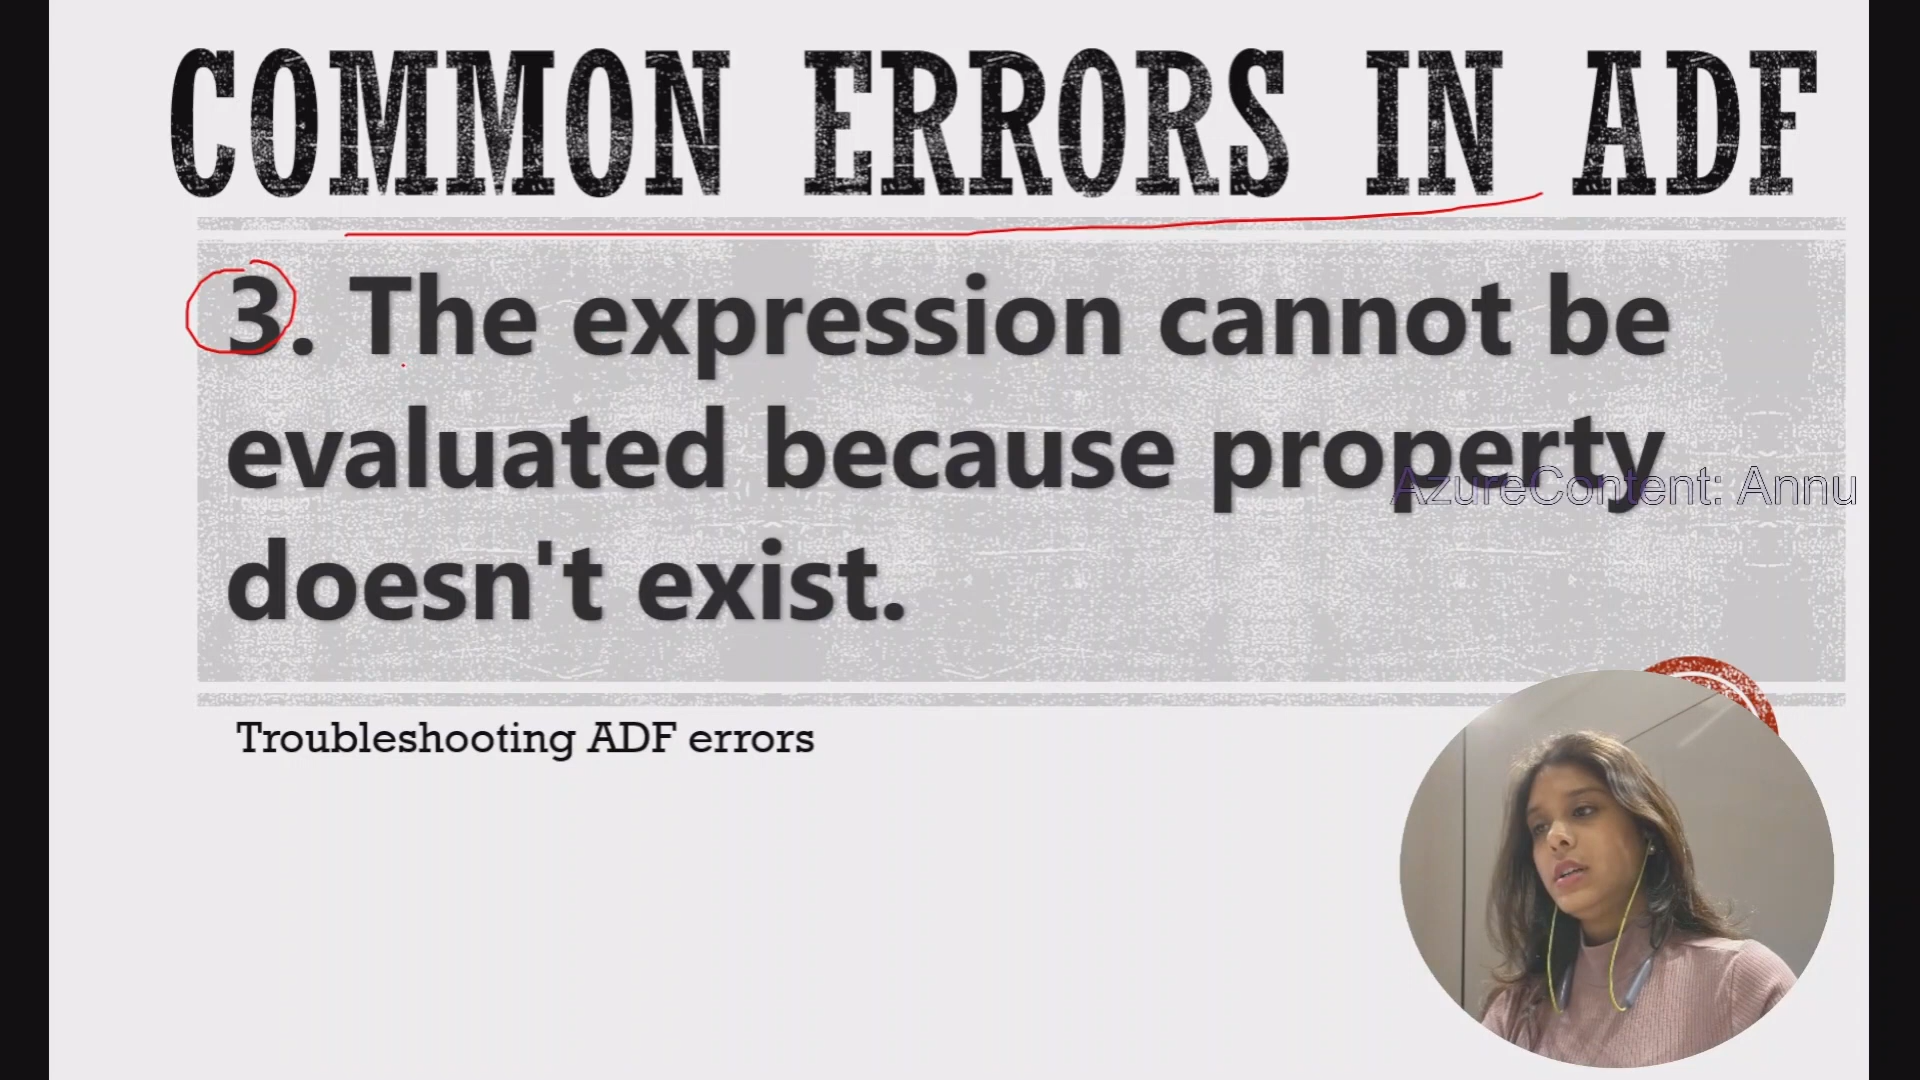 COMMON ERRORS IN ADF
3. The expression cannot be
evaluated because property
AzureContent: Annu
doesn't exist.
Troubleshooting ADF errors